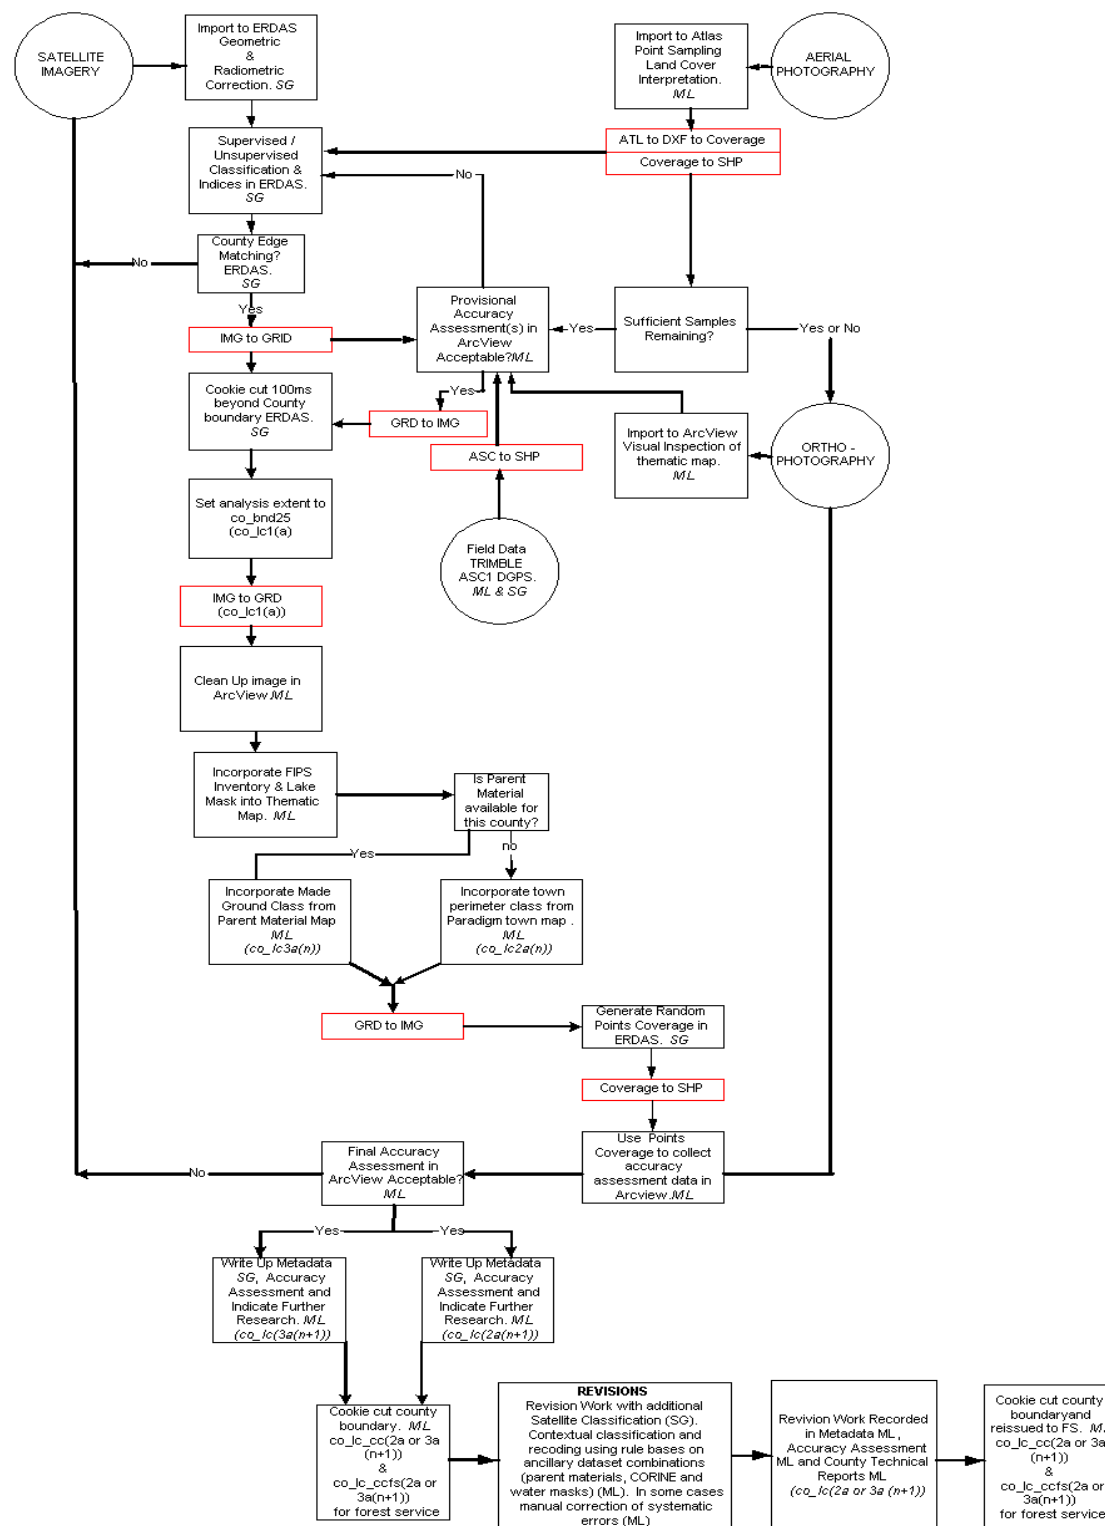 SATELLITE
IMAGERY
Import to ERDAS
Geometric
&
Radiometric
Correction. SG
Import to Atlas
Point Sampling
Land Cover
Interpretation.
ML
AERIAL
PHOTOGRAPHY
ATL to DXF to Coverage
Coverage to SHP
Supervised /
Unsupervised
Classification &
Indices in ERDAS.
SG
No
County Edge
Matching?
ERDAS.
SG
No
Yes
Provisional
Accuracy
Assessment(s) in
ArcView
Acceptable?ML
Yes
Sufficient Samples
Remaining?
Yes or No
IMG to GRID
Cookie cut 100ms
beyond County
boundary ERDAS.
SG
Yes
GRD to IMG
ASC to SHP
Import to ArcView
Visual Inspection of
thematic map.
ML
ORTHO -
PHOTOGRAPHY
Set analysis extent to
co_bnd25
(co_lc1(a)
Field Data
TRIMBLE
ASC1 DGPS.
ML & SG
IMG to GRD
(co_lc1(a))
Clean Up image in
ArcView.ML
Incorporate FIPS
Inventory & Lake
Mask into Thematic
Map. ML
Is Parent
Material
available for
this county?
Yes
no
Incorporate Made
Ground Class from
Parent Material Map
ML
(co_lc3a(n))
Incorporate town
perimeter class from
Paradigm town map .
ML
(co_lc2a(n))
GRD to IMG
Generate Random
Points Coverage in
ERDAS. SG
Coverage to SHP
Use Points
Coverage to collect
accuracy
assessment data in
Arcview.ML
Final Accuracy
Assessment in
ArcView Acceptable?
ML
No
Yes
Yes
Write Up Metadata
SG, Accuracy
Assessment and
Indicate Further
Research. ML
(co_lc(3a(n+1))
Write Up Metadata
SG, Accuracy
Assessment and
Indicate Further
Research. ML
(co_lc(2a(n+1))
Cookie cut county
boundary. ML
co_lc_cc(2a or 3a
(n+1))
&
co_lc_ccfs(2a or
3a(n+1))
for forest service
REVISIONS
Revision Work with additional
Satellite Classification (SG).
Contextual classification and
recoding using rule bases on
ancillary dataset combinations
(parent materials, CORINE and
water masks) (ML). In some cases
manual correction of systematic
errors (ML)
Revision Work Recorded
in Metadata ML ,
Accuracy Assessment
ML and County Technical
Reports ML
(co_lc(2a or 3a (n+1))
Cookie cut county
boundaryand
reissued to FS.
co_lc_cc(2a or 3a
(n+1))
&
co_lc_ccfs(2a or
3a(n+1))
for forest service